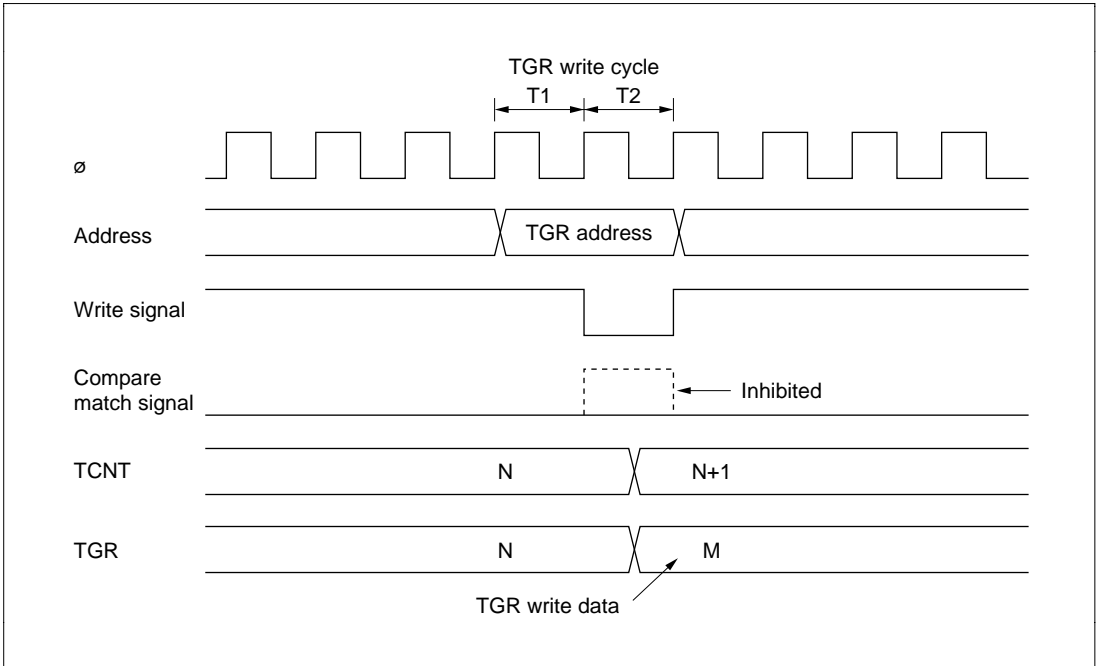 TGR write cycle
T1 T2
ø
Address TGR address
Write signal
Compare
match signal Inhibited
TCNT N N+1
TGR N M
TGR write data